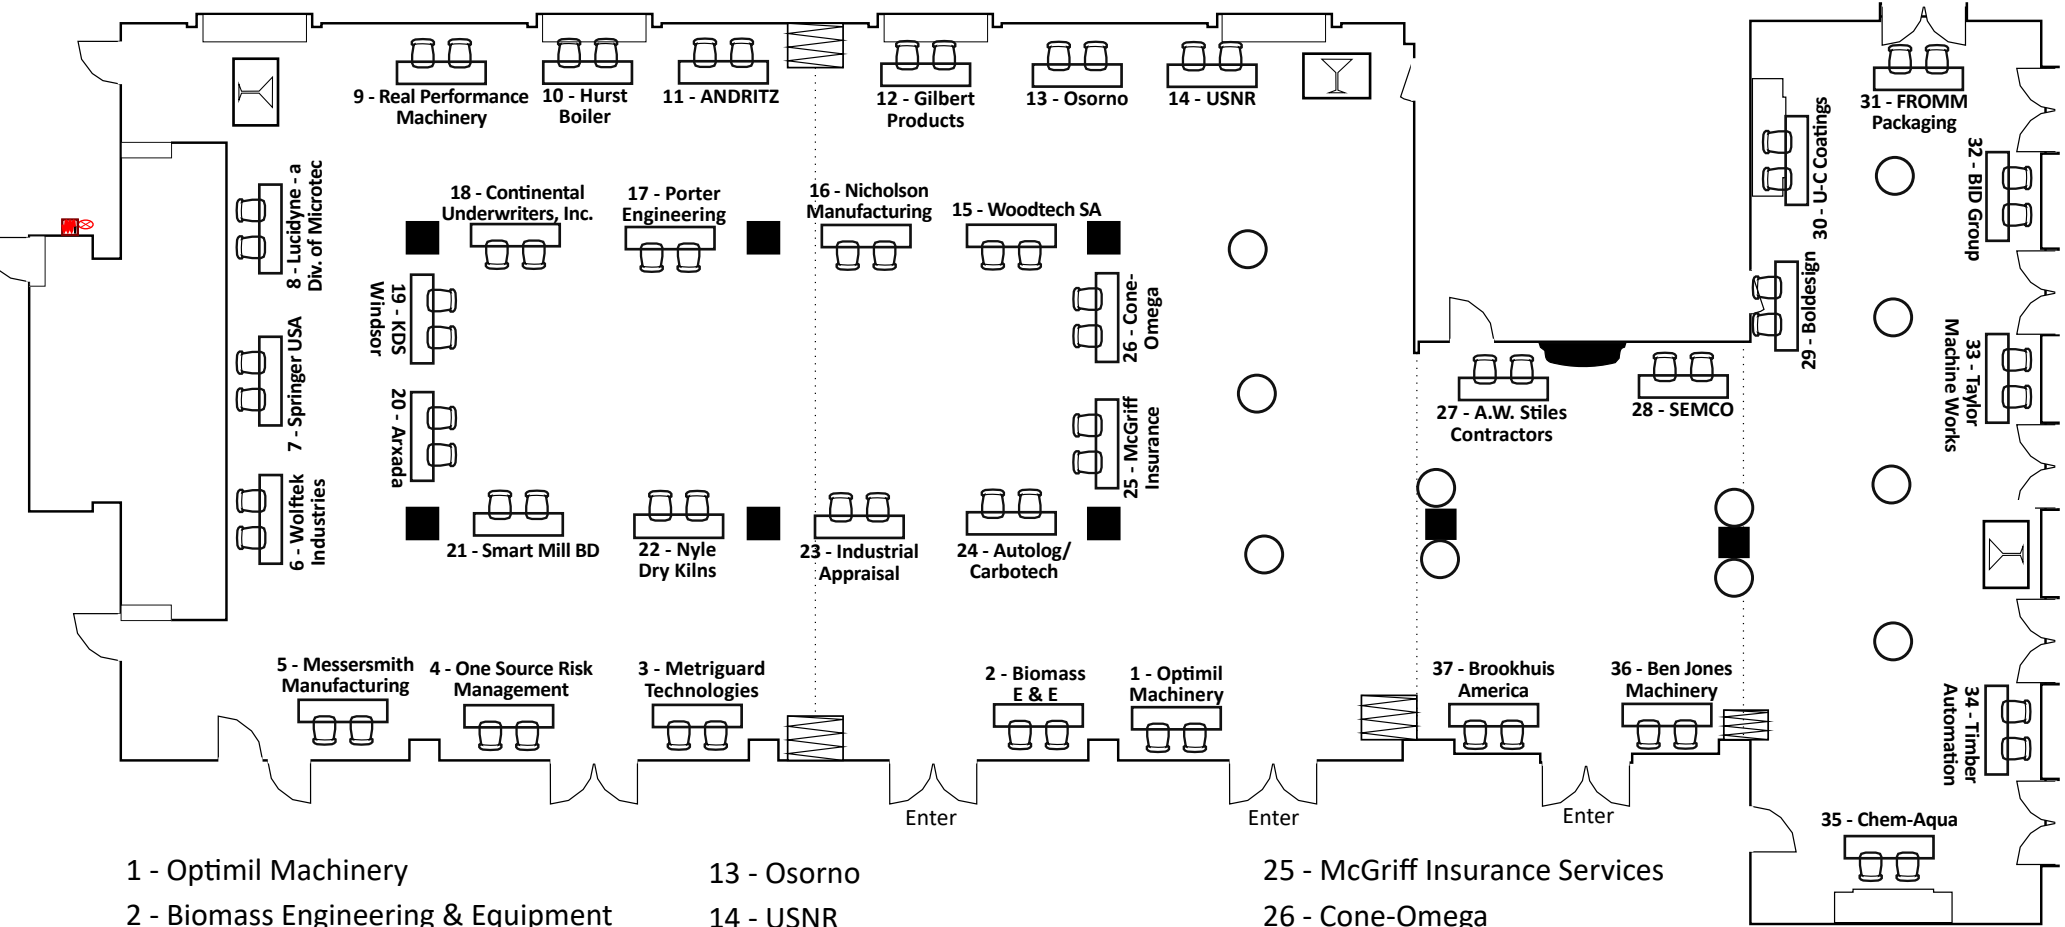 9 - Real Performance
Machinery
10 - Hurst
Boiler
11 - ANDRITZ
12 - Gilbert
Products
13 - Osorno
14 - USNR
31 - FROMM
Packaging
30 - U-C Coatings
32 - BID Group
8 - Lucidyne - a
Div. of Microtec
18 - Continental
Underwriters, Inc.
17 - Porter
Engineering
16 - Nicholson
Manufacturing
15 - Woodtech SA
19 - KDS
Windsor
26 - Cone-
Omega
29 - Boldesign
7 - Springer USA
33 - Taylor
Machine Works
20 - Arxada
25 - McGriff
Insurance
27 - A.W. Stiles
Contractors
28 - SEMCO
6 - Wolftek
Industries
21 - Smart Mill BD
22 - Nyle
Dry Kilns
23 - Industrial
Appraisal
24 - Autolog/
Carbotech
5 - Messersmith
Manufacturing
4 - One Source Risk
Management
3 - Metriguard
Technologies
2 - Biomass
E & E
1 - Optimil
Machinery
37 - Brookhuis
America
36 - Ben Jones
Machinery
34 - Timber
Automation
Enter
Enter
Enter
35 - Chem-Aqua
1 - Optimil Machinery
2 - Biomass Engineering & Equipment
13 - Osorno
14 - USNR
25 - McGriff Insurance Services
26 - Cone-Omega